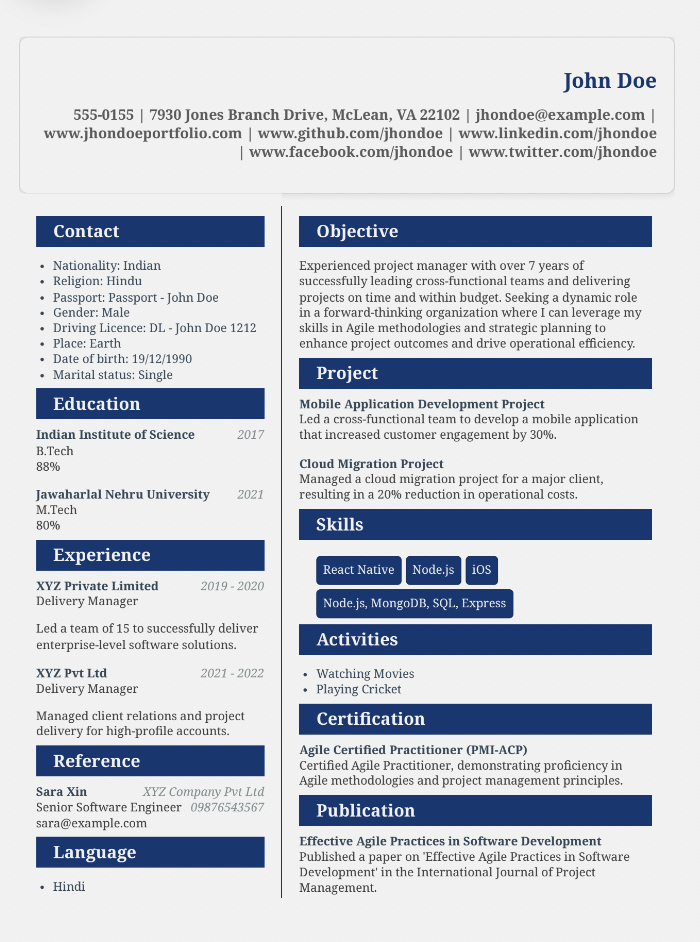 John Doe
555-0155 | 7930 Jones Branch Drive, McLean, VA 22102 | jhondoe@example.com |
www.jhondoeportfolio.com | www.github.com/jhondoe | www.linkedin.com/jhondoe
| www.facebook.com/jhondoe | www.twitter.com/jhondoe
Contact
• Nationality: Indian
• Religion: Hindu
• Passport: Passport - John Doe
• Gender: Male
• Driving Licence: DL - John Doe 1212
• Place: Earth
• Date of birth: 19/12/1990
• Marital status: Single
Education
Indian Institute of Science 2017
B.Tech
88%
Jawaharlal Nehru University 2021
M.Tech
80%
Experience
XYZ Private Limited 2019 - 2020
Delivery Manager
Led a team of 15 to successfully deliver
enterprise-level software solutions.
XYZ Pvt Ltd 2021 - 2022
Delivery Manager
Managed client relations and project
delivery for high-profile accounts.
Reference
Sara Xin XYZ Company Pvt Ltd
Senior Software Engineer 09876543567
sara@example.com
Language
• Hindi
Objective
Experienced project manager with over 7 years of
successfully leading cross-functional teams and delivering
projects on time and within budget. Seeking a dynamic role
in a forward-thinking organization where I can leverage my
skills in Agile methodologies and strategic planning to
enhance project outcomes and drive operational efficiency.
Project
Mobile Application Development Project
Led a cross-functional team to develop a mobile application
that increased customer engagement by 30%.
Cloud Migration Project
Managed a cloud migration project for a major client,
resulting in a 20% reduction in operational costs.
Skills
React Native Node.js iOS
Node.js, MongoDB, SQL, Express
Activities
• Watching Movies
• Playing Cricket
Certification
Agile Certified Practitioner (PMI-ACP)
Certified Agile Practitioner, demonstrating proficiency in
Agile methodologies and project management principles.
Publication
Effective Agile Practices in Software Development
Published a paper on 'Effective Agile Practices in Software
Development' in the International Journal of Project
Management.